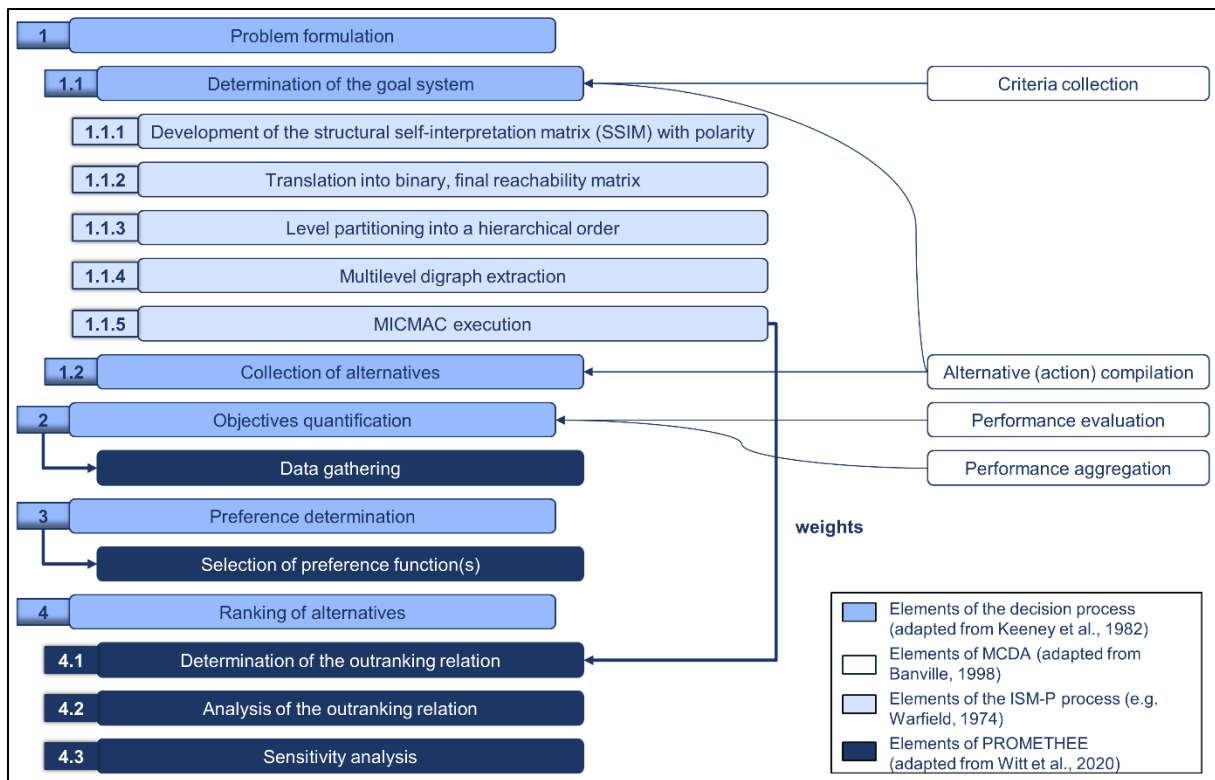 1 Problem formulation
1.1 Determination of the goal system
Criteria collection
1.1.1 Development of the structural self-interpretation matrix (SSIM) with polarity
1.1.2 Translation into binary, final reachability matrix
1.1.3 Level partitioning into a hierarchical order
1.1.4 Multilevel digraph extraction
1.1.5 MICMAC execution
1.2 Collection of alternatives
Alternative (action) compilation
2 Objectives quantification
Performance evaluation
Data gathering
Performance aggregation
3 Preference determination
weights
Selection of preference function(s)
4 Ranking of alternatives
4.1 Determination of the outranking relation
4.2 Analysis of the outranking relation
4.3 Sensitivity analysis
Elements of the decision process
(adapted from Keeney et al., 1982)
Elements of MCDA (adapted from
Banville, 1998)
Elements of the ISM-P process (e.g.
Warfield, 1974)
Elements of PROMETHEE
(adapted from Witt et al., 2020)